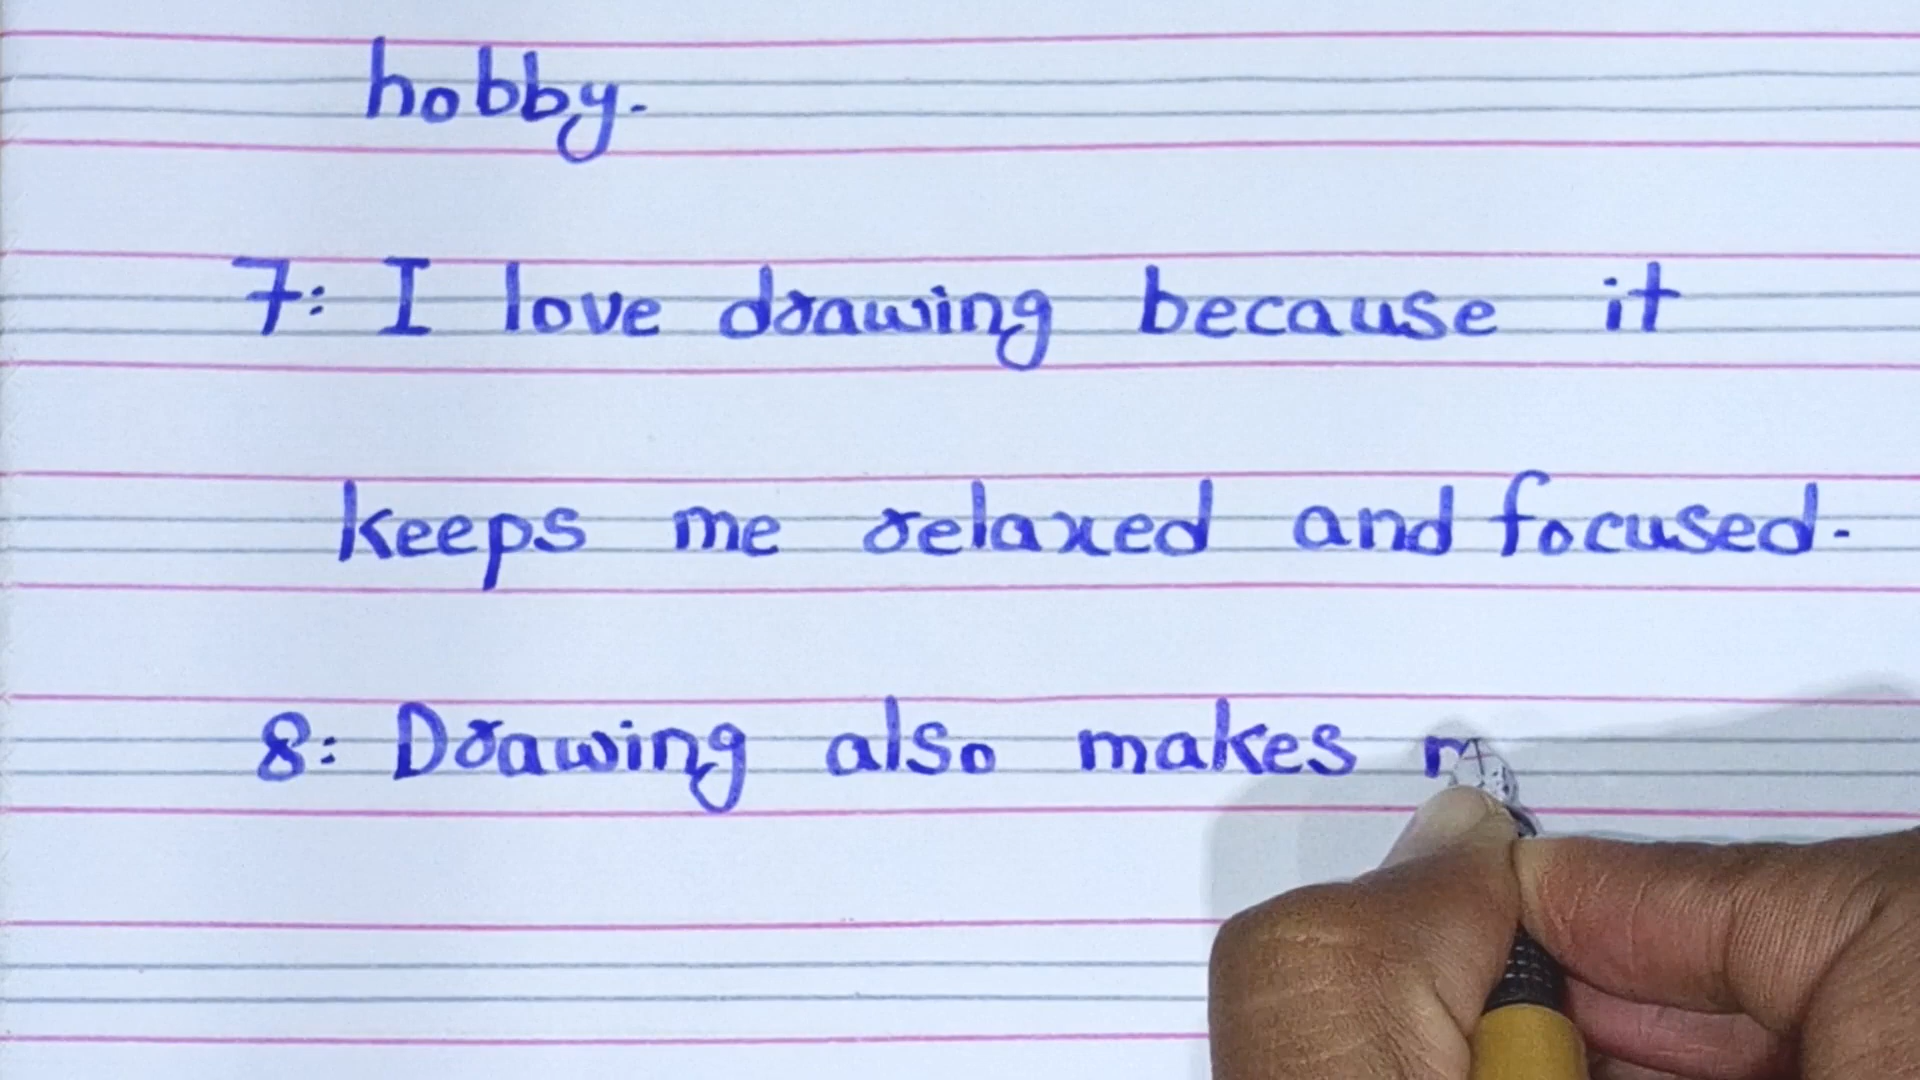 hobby.
7: I love drawing because it
keeps me relaxed and focused.
8: Drawing also makes